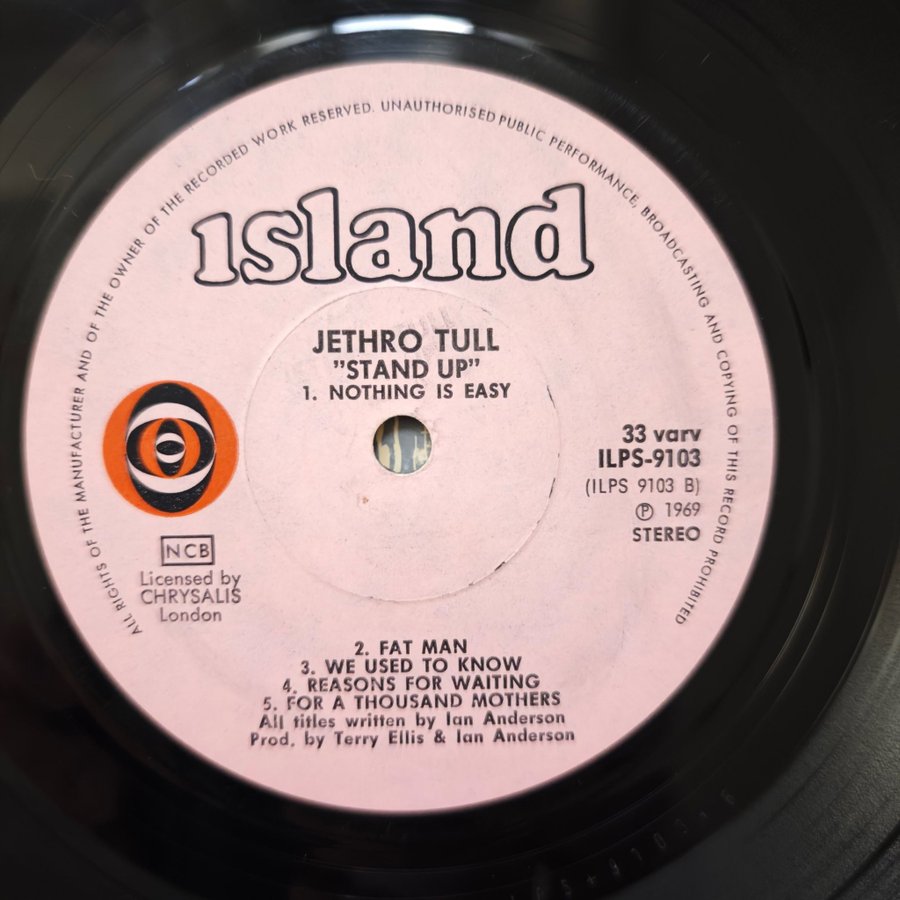 ALL RIGHTS OF THE MANUFACTURER AND OF THE OWNER OF THE RECORDED WORK RESERVED. UNAUTHORISED PUBLIC PERFORMANCE, BROADCASTING AND COPYING OF THIS RECORD PROHIBITED
island
JETHRO TULL
"STAND UP"
1. NOTHING IS EASY
33 varv
ILPS-9103
(ILPS 9103 B)
℗ 1969
STEREO
NCB
Licensed by
CHRYSALIS
London
2. FAT MAN
3. WE USED TO KNOW
4. REASONS FOR WAITING
5. FOR A THOUSAND MOTHERS
All titles written by Ian Anderson
Prod. by Terry Ellis & Ian Anderson